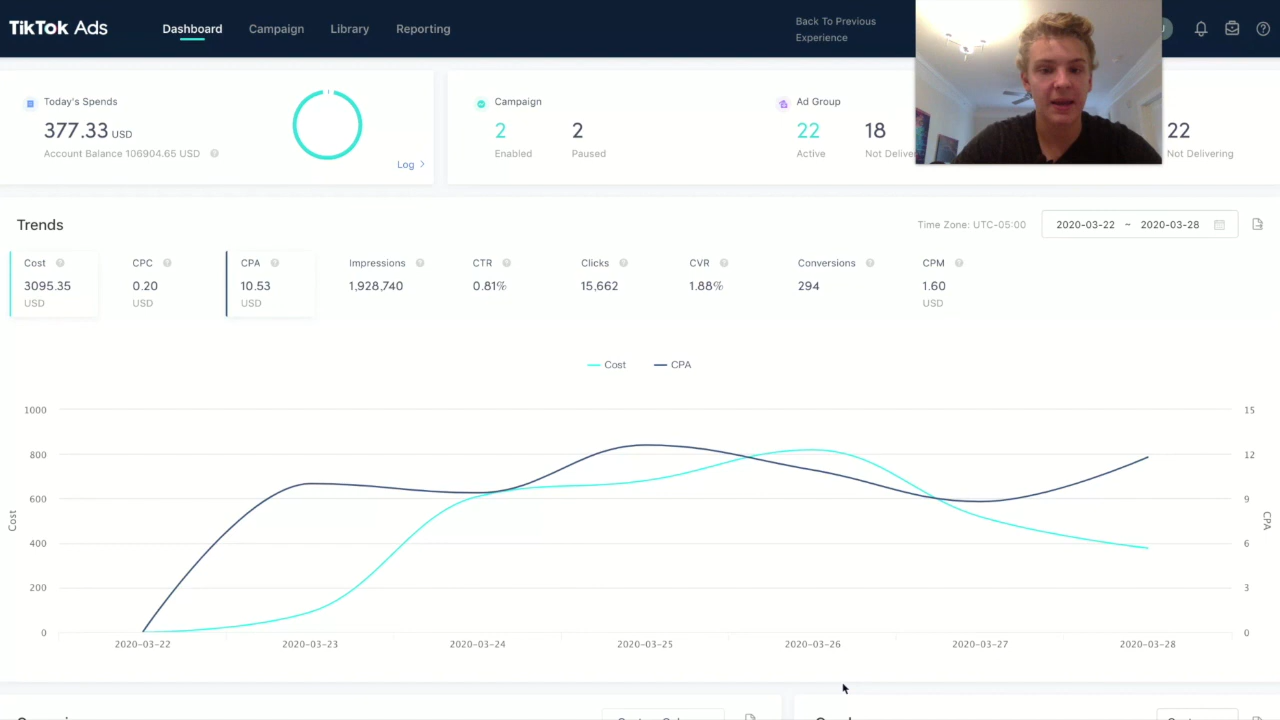 TikTok Ads
Dashboard
Campaign
Library
Reporting
Back To Previous
Experience
Today's Spends
377.33 USD
Account Balance 106904.65 USD
Log
Campaign
2
Enabled
2
Paused
Ad Group
22
Active
18
Not Delive
22
Not Delivering
Trends
Time Zone: UTC-05:00
2020-03-22 ~ 2020-03-28
Cost
3095.35
USD
CPC
0.20
USD
CPA
10.53
USD
Impressions
1,928,740
CTR
0.81%
Clicks
15,662
CVR
1.88%
Conversions
294
CPM
1.60
USD
Cost
CPA
1000
800
600
400
200
0
Cost
15
12
9
6
3
0
CPA
2020-03-22
2020-03-23
2020-03-24
2020-03-25
2020-03-26
2020-03-27
2020-03-28